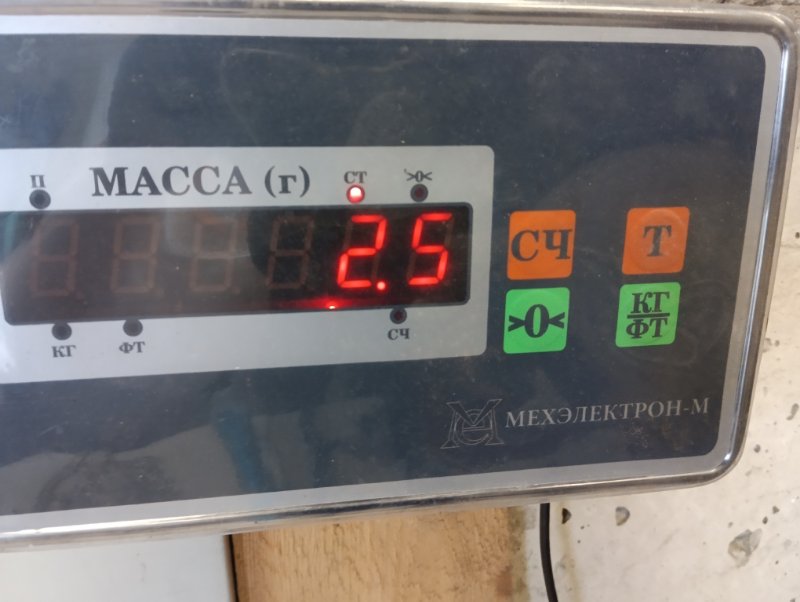 П МАССА (г) СТ >0<
2.5
КГ ФТ СЧ
СЧ Т
>0< КГ/ФТ
МЕХЭЛЕКТРОН-М